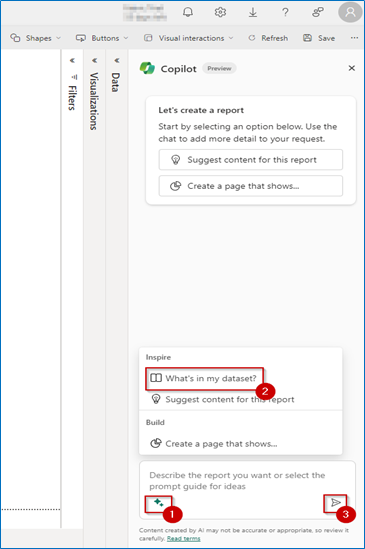 Shapes Buttons Visual interactions Refresh Save ...
Filters
Visualizations
Data
Copilot Preview
Let's create a report
Start by selecting an option below. Use the
chat to add more detail to your request.
Suggest content for this report
Create a page that shows...
Inspire
What's in my dataset?
2
Suggest content for this report
Build
Create a page that shows...
Describe the report you want or select the
prompt guide for ideas
1
3
Content created by AI may not be accurate or appropriate, so review it
carefully. Read terms